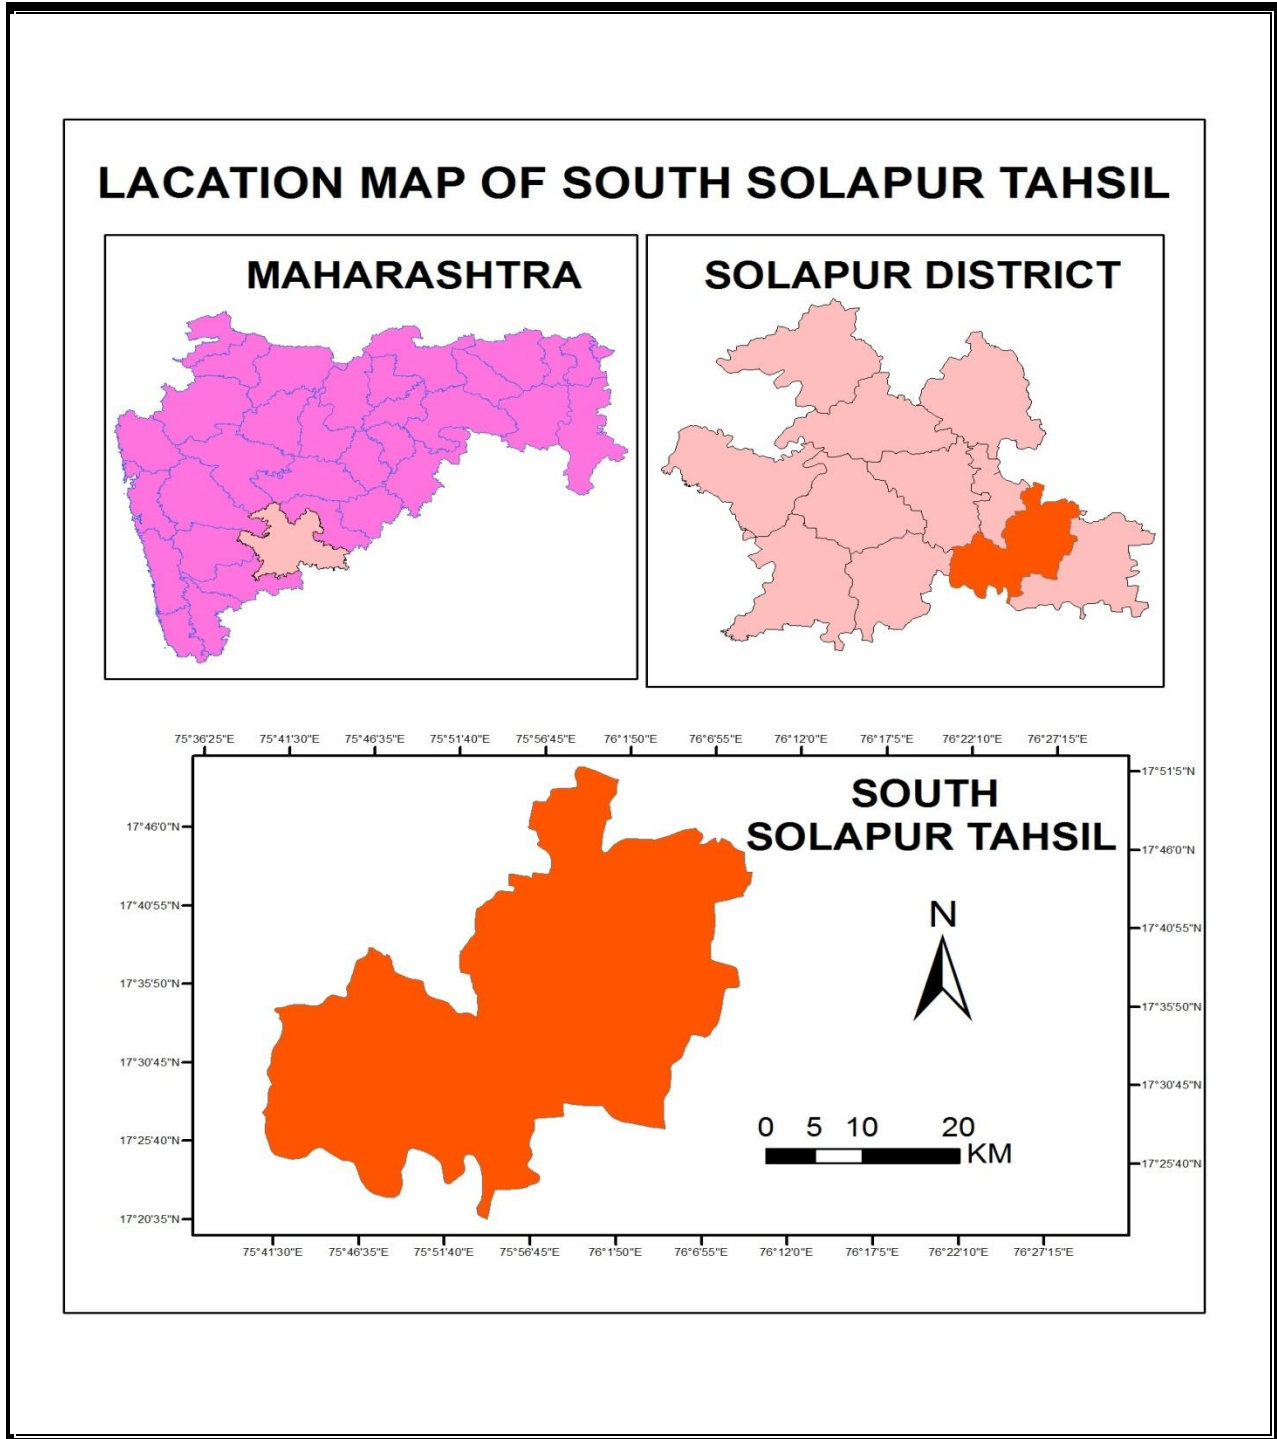 LACATION MAP OF SOUTH SOLAPUR TAHSIL
MAHARASHTRA
SOLAPUR DISTRICT
75°36'25"E 75°41'30"E 75°46'35"E 75°51'40"E 75°56'45"E 76°1'50"E 76°6'55"E 76°12'0"E 76°17'5"E 76°22'10"E 76°27'15"E
SOUTH
SOLAPUR TAHSIL
17°46'0"N
17°40'55"N
17°35'50"N
17°30'45"N
17°25'40"N
17°20'35"N
17°51'5"N
17°46'0"N
17°40'55"N
17°35'50"N
17°30'45"N
17°25'40"N
N
0 5 10 20
KM
75°41'30"E 75°46'35"E 75°51'40"E 75°56'45"E 76°1'50"E 76°6'55"E 76°12'0"E 76°17'5"E 76°22'10"E 76°27'15"E